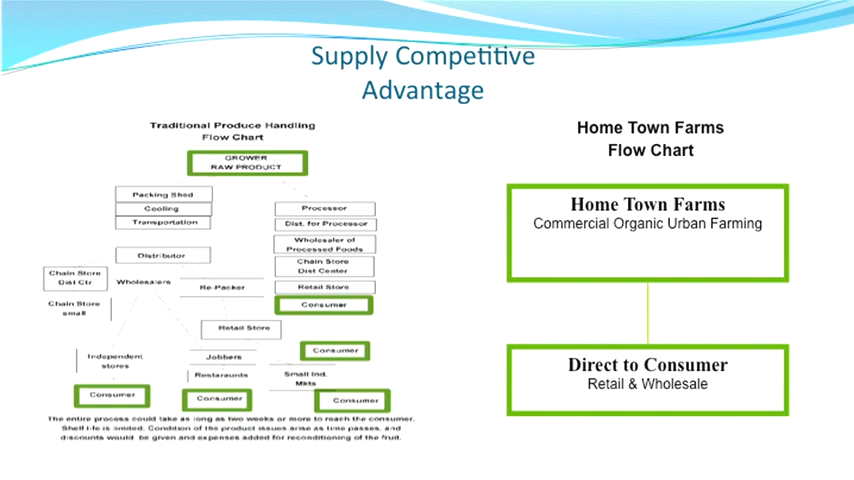 Supply Competitive
Advantage
Traditional Produce Handling
Flow Chart
GROWER
RAW PRODUCT
Packing Shed
Cooling
Transportation
Distributor
Chain Store
Dist Ctr
Wholesalers
Re-Packer
Chain Store
small
Retail Store
Independent
stores
Jobbers
Restaraunts
Small Ind.
Mkts
Consumer
Consumer
Consumer
Consumer
Processor
Dist. for Processor
Wholesaler of
Processed Foods
Chain Store
Dist Center
Retail Store
Consumer
The entire process could take as long as two weeks or more to reach the consumer.
Shelf life is limited. Condition of the product issues arise as time passes, and
discounts would be given and expenses added for reconditioning of the fruit.
Home Town Farms
Flow Chart
Home Town Farms
Commercial Organic Urban Farming
Direct to Consumer
Retail & Wholesale